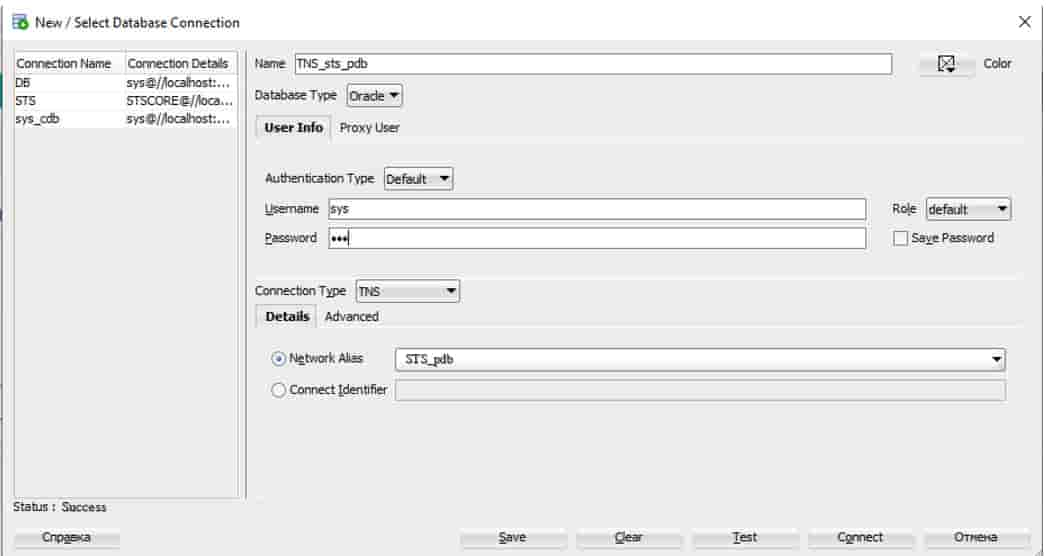 New / Select Database Connection
Connection Name Connection Details
DB sys@//localhost:...
STS STSCORE@//loca...
sys_cdb sys@//localhost:...
Name TNS_sts_pdb Color
Database Type Oracle
User Info Proxy User
Authentication Type Default
Username sys Role default
Password ●●● Save Password
Connection Type TNS
Details Advanced
Network Alias STS_pdb
Connect Identifier
Status : Success
Справка Save Clear Test Connect Отмена